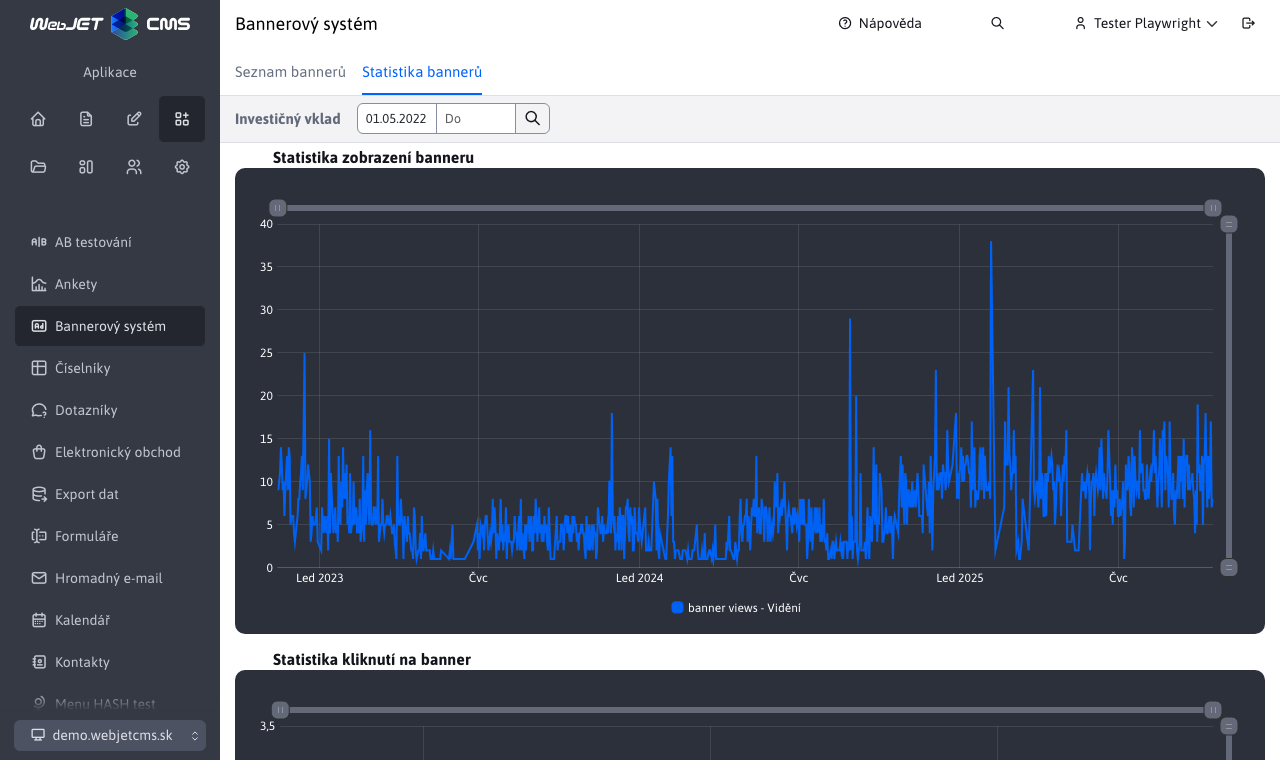 WebJET CMS
Aplikace
AB testování
Ankety
Bannerový systém
Číselníky
Dotazníky
Elektronický obchod
Export dat
Formuláře
Hromadný e-mail
Kalendář
Kontakty
Menu HASH test
demo.webjetcms.sk
Bannerový systém
Nápověda
Tester Playwright
Seznam bannerů
Statistika bannerů
Investičný vklad
01.05.2022
Do
Statistika zobrazení banneru
40
35
30
25
20
15
10
5
0
Led 2023
Čvc
Led 2024
Čvc
Led 2025
Čvc
banner views - Vidění
Statistika kliknutí na banner
3,5